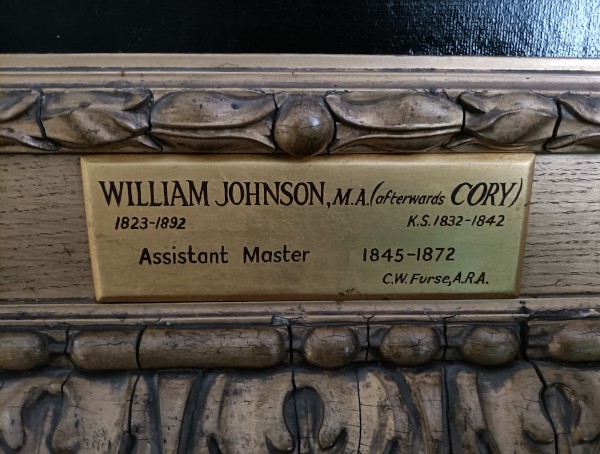 WILLIAM JOHNSON, M.A. (afterwards CORY)
1823-1892 K.S. 1832-1842
Assistant Master 1845-1872
C.W. Furse, A.R.A.